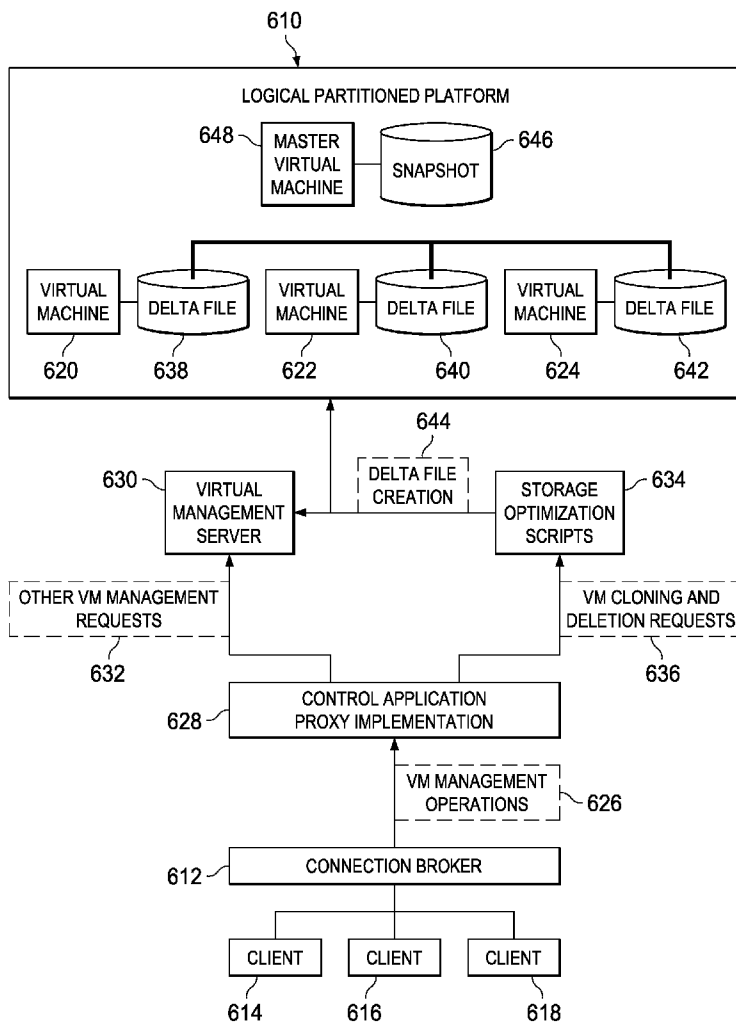 610
LOGICAL PARTITIONED PLATFORM
648
MASTER
VIRTUAL
MACHINE
SNAPSHOT
646
VIRTUAL
MACHINE
DELTA FILE
VIRTUAL
MACHINE
DELTA FILE
VIRTUAL
MACHINE
DELTA FILE
620
638
622
640
624
642
644
DELTA FILE
CREATION
630
VIRTUAL
MANAGEMENT
SERVER
STORAGE
OPTIMIZATION
SCRIPTS
634
OTHER VM MANAGEMENT
REQUESTS
632
VM CLONING AND
DELETION REQUESTS
636
CONTROL APPLICATION
PROXY IMPLEMENTATION
628
VM MANAGEMENT
OPERATIONS
626
CONNECTION BROKER
612
CLIENT
CLIENT
CLIENT
614
616
618